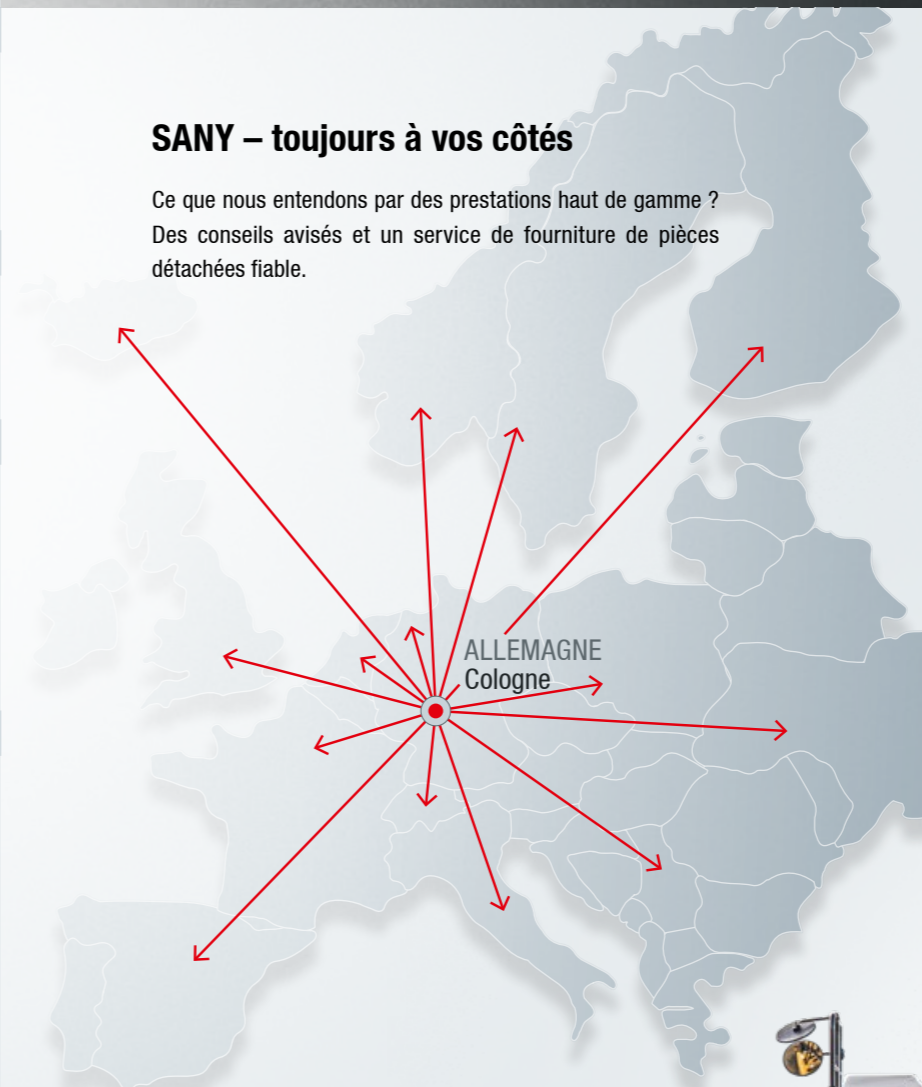 SANY – toujours à vos côtés
Ce que nous entendons par des prestations haut de gamme ?
Des conseils avisés et un service de fourniture de pièces
détachées fiable.
ALLEMAGNE
Cologne